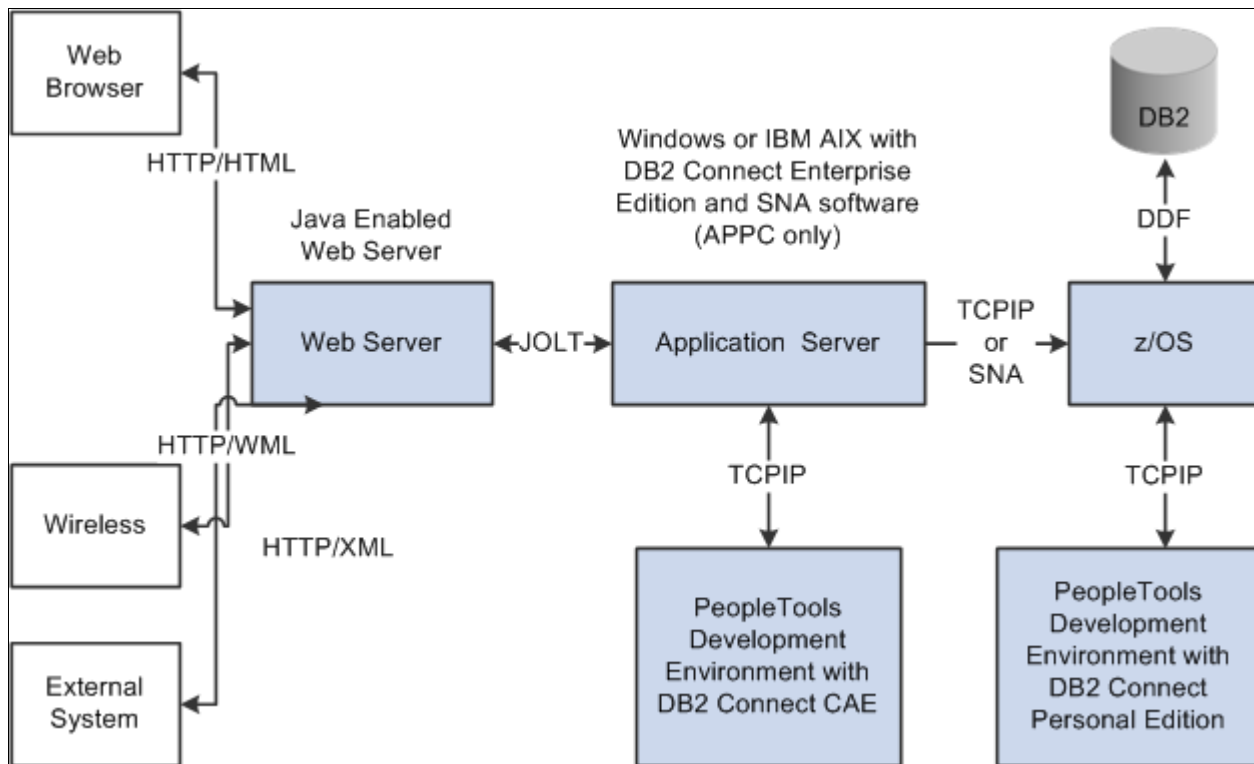 Web
Browser
HTTP/HTML
Java Enabled
Web Server
Windows or IBM AIX with
DB2 Connect Enterprise
Edition and SNA software
(APPC only)
DB2
DDF
Web Server
JOLT
Application Server
TCPIP
or
SNA
z/OS
HTTP/WML
Wireless
HTTP/XML
External
System
TCPIP
TCPIP
PeopleTools
Development
Environment with
DB2 Connect CAE
PeopleTools
Development
Environment with
DB2 Connect
Personal Edition